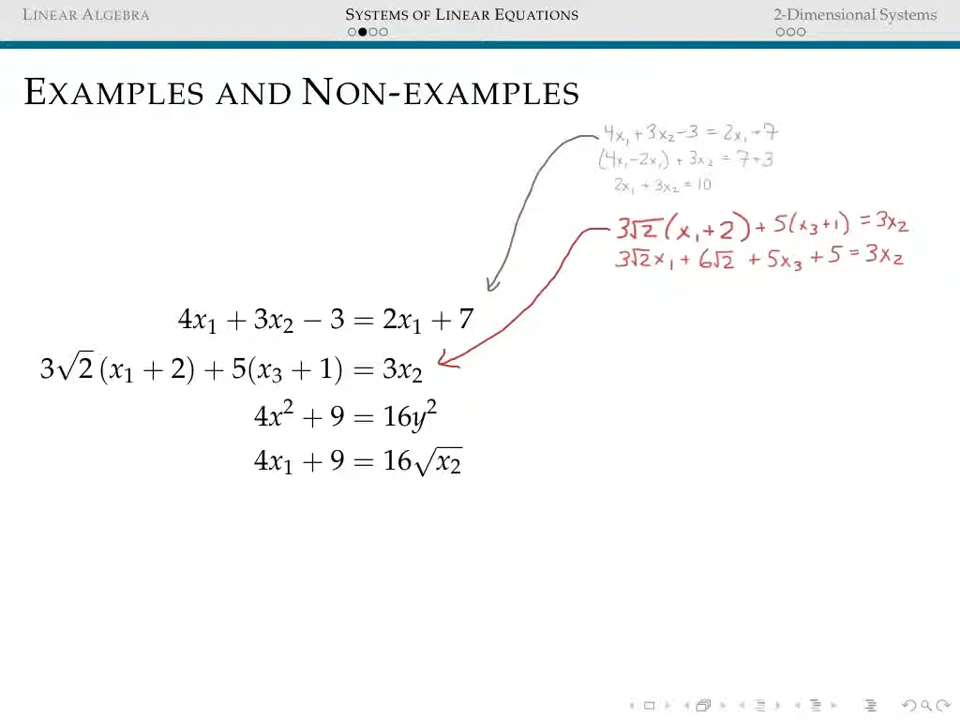 LINEAR ALGEBRA
SYSTEMS OF LINEAR EQUATIONS
2-Dimensional Systems
EXAMPLES AND NON-EXAMPLES
4x₁ + 3x₂ - 3 = 2x₁ + 7
(4x₁ - 2x₁) + 3x₂ = 7 + 3
2x₁ + 3x₂ = 10
3√2 (x₁ + 2) + 5(x₃ + 1) = 3x₂
3√2 x₁ + 6√2 + 5x₃ + 5 = 3x₂
4x₁ + 3x₂ − 3 = 2x₁ + 7
3√2 (x₁ + 2) + 5(x₃ + 1) = 3x₂
4x² + 9 = 16y²
4x₁ + 9 = 16√x₂